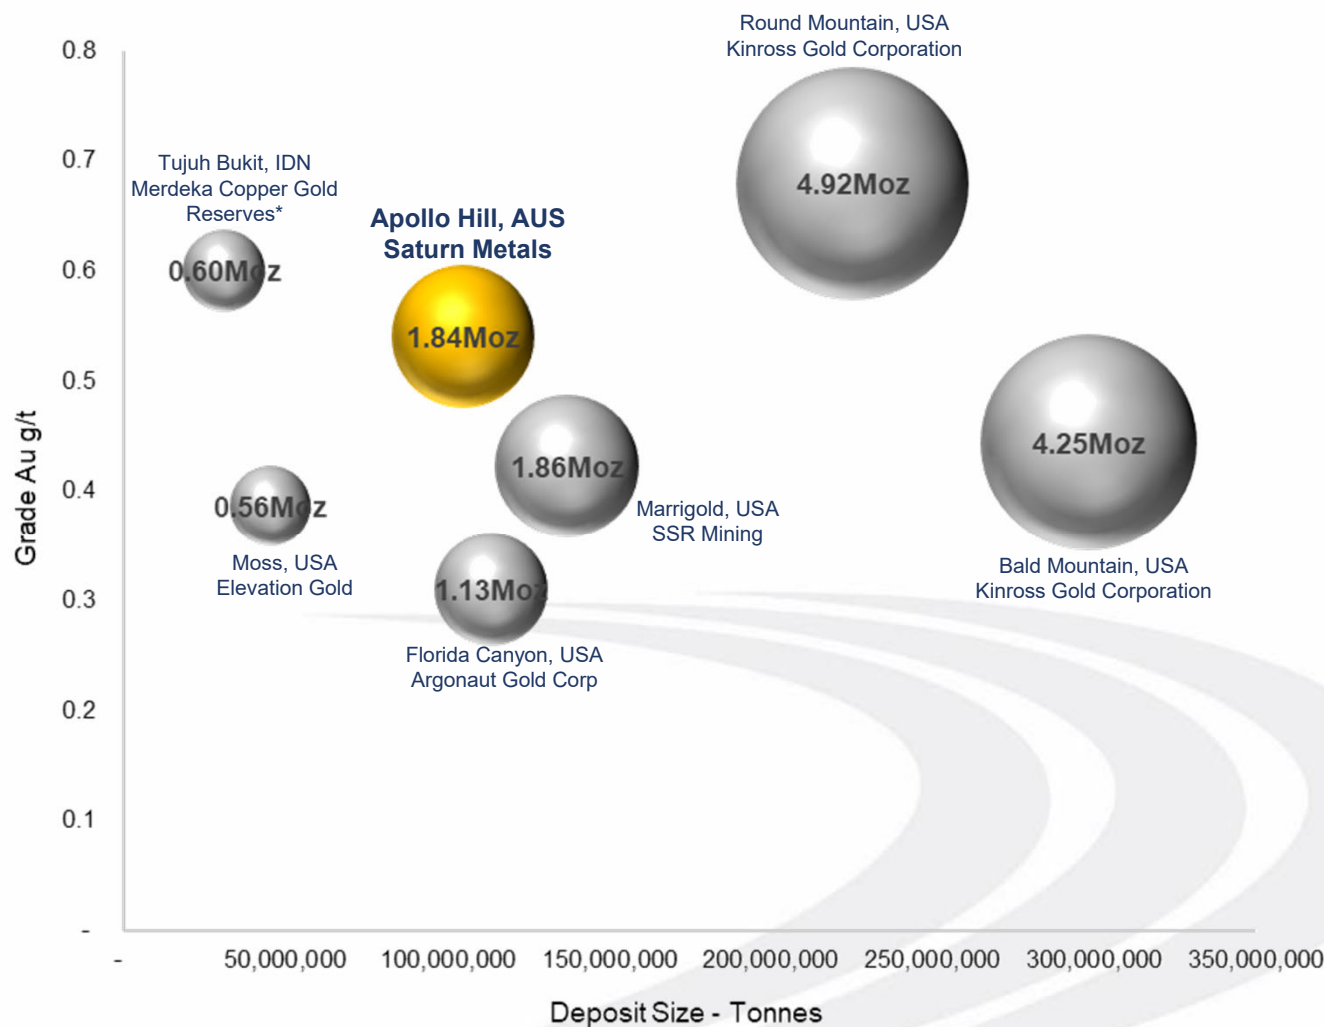 Round Mountain, USA
Kinross Gold Corporation
0.8
0.7
Tujuh Bukit, IDN
Merdeka Copper Gold
Reserves*
4.92Moz
Apollo Hill, AUS
Saturn Metals
0.6
0.60Moz
1.84Moz
0.5
Grade Au g/t
4.25Moz
1.86Moz
0.4
0.56Moz
Marrigold, USA
SSR Mining
Moss, USA
Elevation Gold
Bald Mountain, USA
Kinross Gold Corporation
1.13Moz
0.3
Florida Canyon, USA
Argonaut Gold Corp
0.2
0.1
-
- 50,000,000 100,000,000 150,000,000 200,000,000 250,000,000 300,000,000 350,000,000
Deposit Size - Tonnes